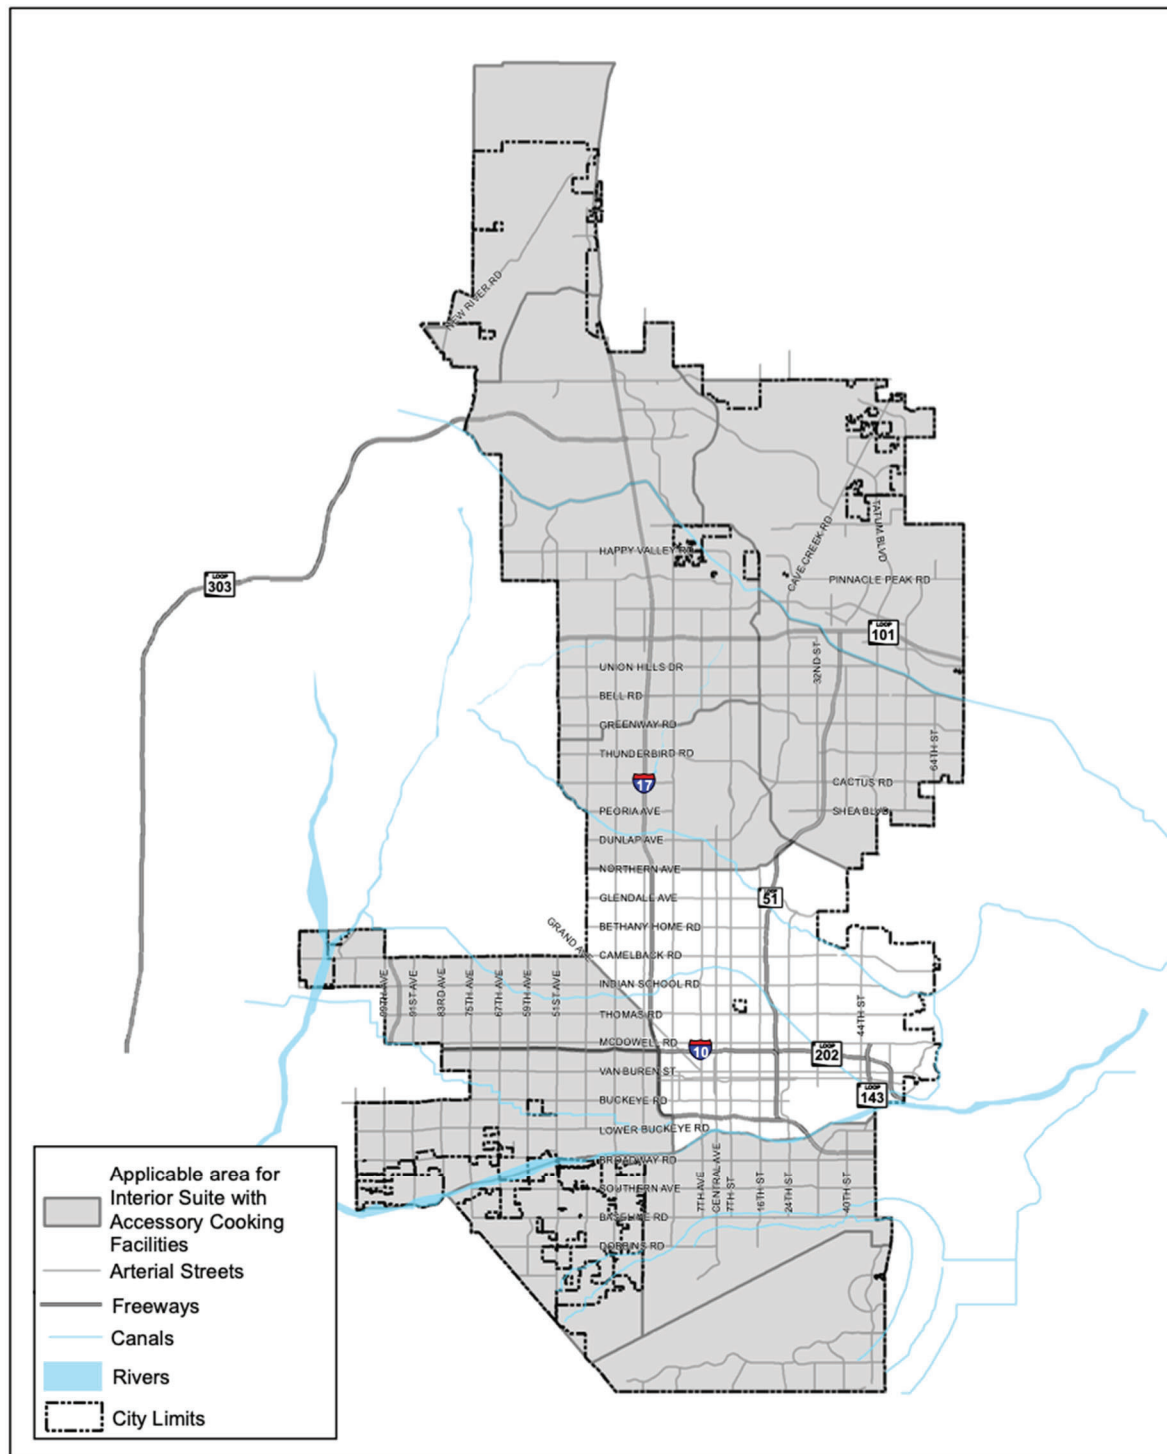 NEW RIVER RD
HAPPY VALLEY RD
CAVE CREEK RD
TATUM BLVD
PINNACLE PEAK RD
LOOP
303
LOOP
101
UNION HILLS DR
32ND ST
BELL RD
GREENWAY RD
64TH ST
THUNDERBIRD RD
17
CACTUS RD
PEORIA AVE
SHEA BLVD
DUNLAP AVE
NORTHERN AVE
GLENDALE AVE
51
GRAND AVE
BETHANY HOME RD
CAMELBACK RD
99TH AVE
91ST AVE
83RD AVE
75TH AVE
67TH AVE
59TH AVE
51ST AVE
INDIAN SCHOOL RD
THOMAS RD
44TH ST
MCDOWELL RD
10
LOOP
202
VAN BUREN ST
BUCKEYE RD
LOOP
143
LOWER BUCKEYE RD
BROADWAY RD
SOUTHERN AVE
7TH AVE
CENTRAL AVE
7TH ST
16TH ST
24TH ST
40TH ST
BASELINE RD
DOBBINS RD
Applicable area for
Interior Suite with
Accessory Cooking
Facilities
Arterial Streets
Freeways
Canals
Rivers
City Limits